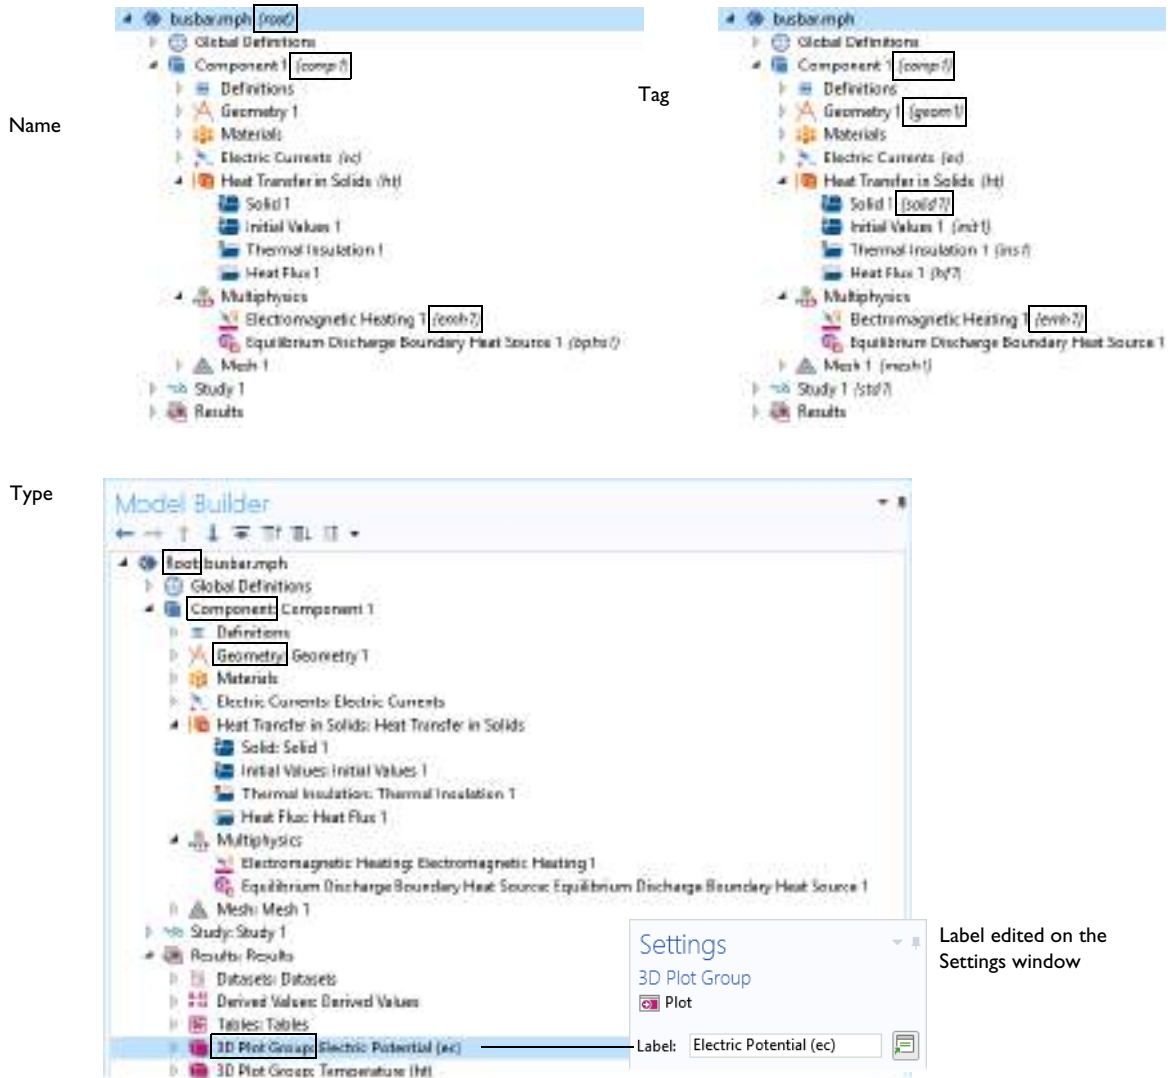 Name
busbar.mph (root)
Global Definitions
Component 1 (comp1)
Definitions
Geometry 1
Materials
Electric Currents (ec)
Heat Transfer in Solids (ht)
Solid 1
Initial Values 1
Thermal Insulation 1
Heat Flux 1
Multiphysics
Electromagnetic Heating 1 (emh1)
Equilibrium Discharge Boundary Heat Source 1 (bphs1)
Mesh 1
Study 1
Results
Tag
busbar.mph
Global Definitions
Component 1 (comp1)
Definitions
Geometry 1 (geom1)
Materials
Electric Currents (ec)
Heat Transfer in Solids (ht)
Solid 1 (solid1)
Initial Values 1 (init1)
Thermal Insulation 1 (ins1)
Heat Flux 1 (hf1)
Multiphysics
Electromagnetic Heating 1 (emh1)
Equilibrium Discharge Boundary Heat Source 1
Mesh 1 (mesh1)
Study 1 (std1)
Results
Type
Model Builder
Root: busbar.mph
Global Definitions
Component: Component 1
Definitions
Geometry: Geometry 1
Materials
Electric Currents: Electric Currents
Heat Transfer in Solids: Heat Transfer in Solids
Solid: Solid 1
Initial Values: Initial Values 1
Thermal Insulation: Thermal Insulation 1
Heat Flux: Heat Flux 1
Multiphysics
Electromagnetic Heating: Electromagnetic Heating 1
Equilibrium Discharge Boundary Heat Source: Equilibrium Discharge Boundary Heat Source 1
Mesh: Mesh 1
Study: Study 1
Results: Results
Datasets: Datasets
Derived Values: Derived Values
Tables: Tables
3D Plot Group: Electric Potential (ec)
3D Plot Group: Temperature (ht)
Settings
3D Plot Group
Plot
Label: Electric Potential (ec)
Label edited on the
Settings window